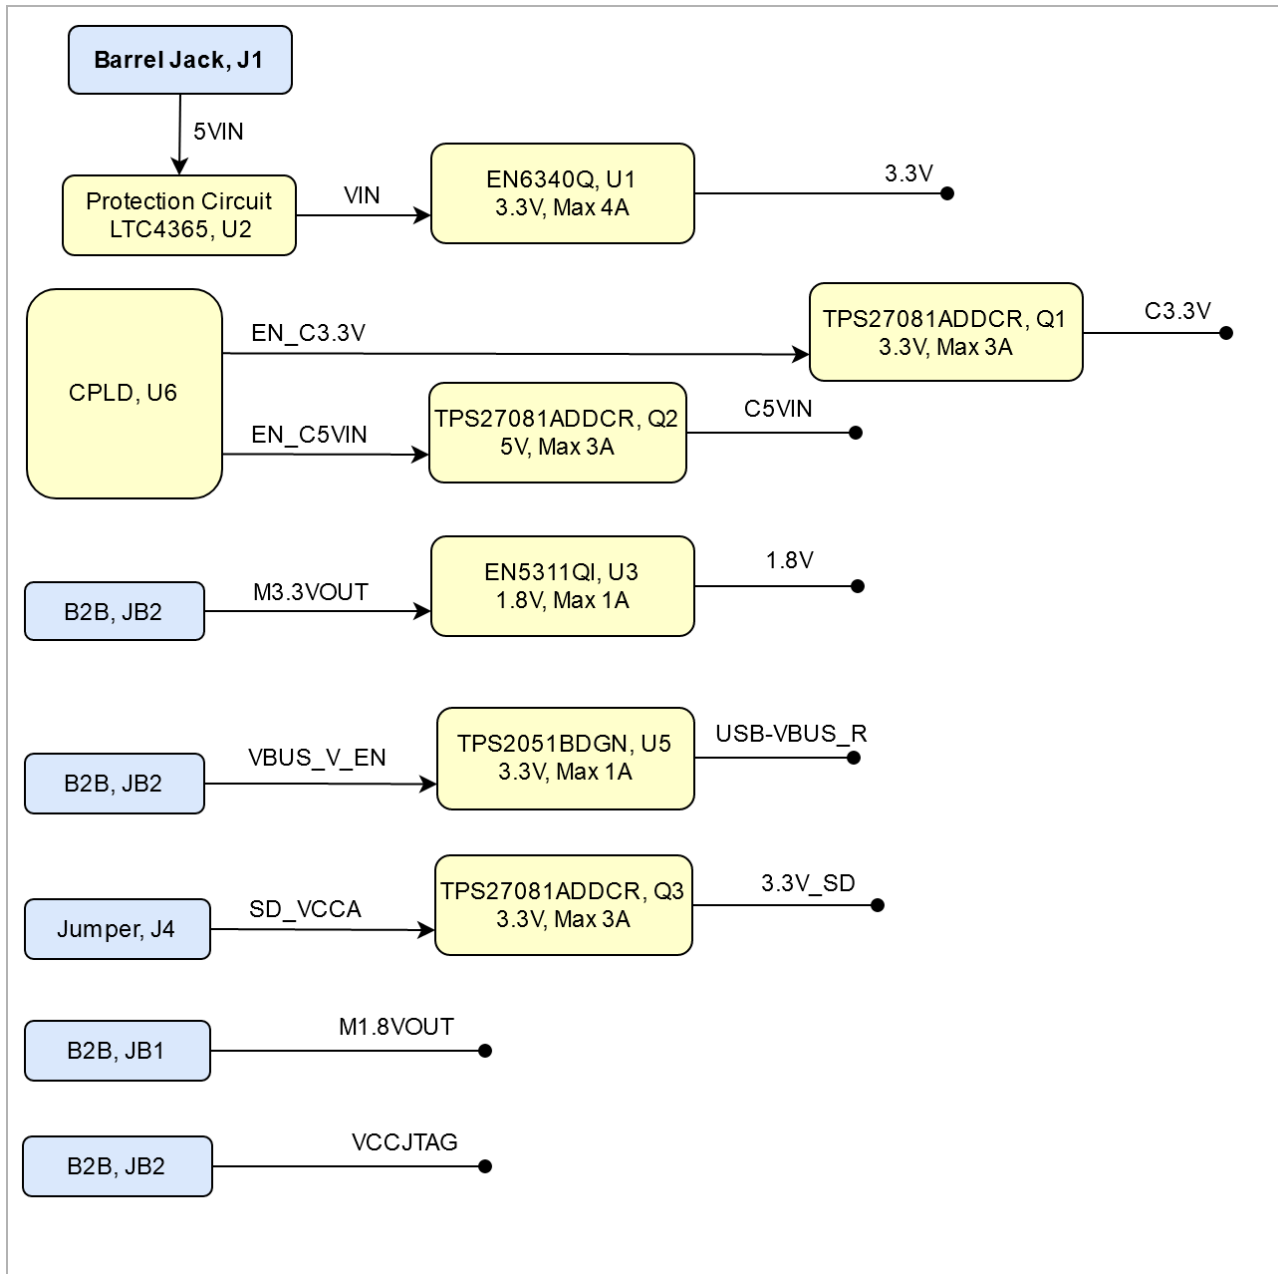 Barrel Jack, J1
5VIN
Protection Circuit
LTC4365, U2
VIN
EN6340Q, U1
3.3V, Max 4A
3.3V
CPLD, U6
EN_C3.3V
TPS27081ADDCR, Q1
3.3V, Max 3A
C3.3V
EN_C5VIN
TPS27081ADDCR, Q2
5V, Max 3A
C5VIN
B2B, JB2
M3.3VOUT
EN5311QI, U3
1.8V, Max 1A
1.8V
B2B, JB2
VBUS_V_EN
TPS2051BDGN, U5
3.3V, Max 1A
USB-VBUS_R
Jumper, J4
SD_VCCA
TPS27081ADDCR, Q3
3.3V, Max 3A
3.3V_SD
B2B, JB1
M1.8VOUT
B2B, JB2
VCCJTAG